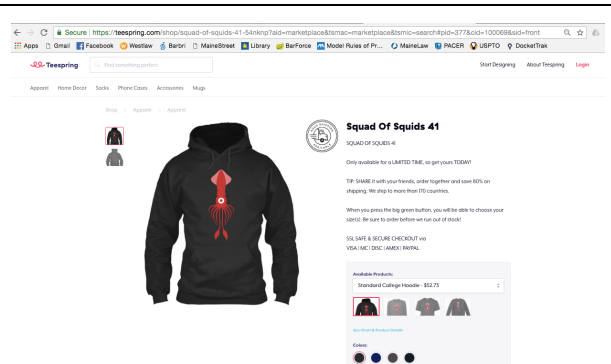 Secure https://teespring.com/shop/squad-of-squids-41-54nknp?aid=marketplace&tsmac=marketplace&tsmic=search#pid=377&cid=100069&sid=front
Apps Gmail Facebook Westlaw Barbri MaineStreet Library BarForce Model Rules of Pr... MaineLaw PACER USPTO DocketTrak
Teespring Find something perfect Start Designing About Teespring Login
Apparel Home Decor Socks Phone Cases Accessories Mugs
Shop Apparel Apparel
Squad Of Squids 41
SQUAD OF SQUIDS 41
Only available for a LIMITED TIME, so get yours TODAY!
TIP: SHARE it with your friends, order together and save 80% on
shipping. We ship to more than 170 countries.
When you press the big green button, you will be able to choose your
size(s). Be sure to order before we run out of stock!
SSL SAFE & SECURE CHECKOUT via
VISA | MC | DISC | AMEX | PAYPAL
Available Products:
Standard College Hoodie - $52.73
Size Chart & Product Details
Colors: